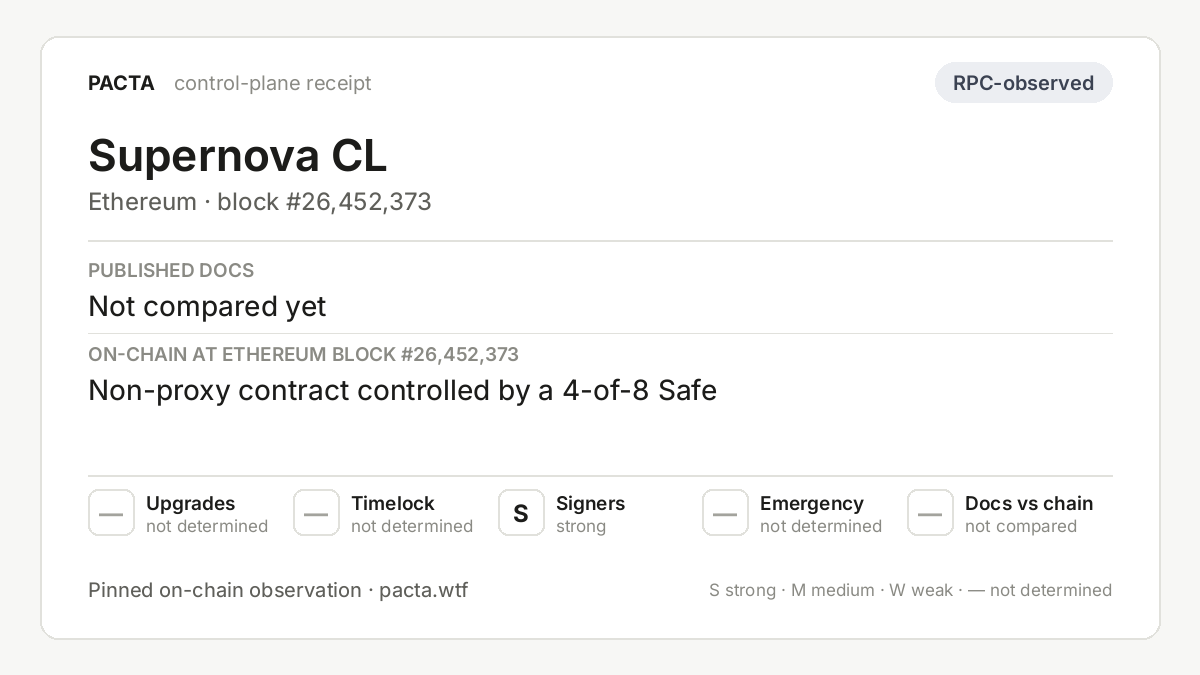 PACTA control-plane receipt RPC-observed
Supernova CL
Ethereum · block #26,452,373
PUBLISHED DOCS
Not compared yet
ON-CHAIN AT ETHEREUM BLOCK #26,452,373
Non-proxy contract controlled by a 4-of-8 Safe
— Upgrades not determined
— Timelock not determined
S Signers strong
— Emergency not determined
— Docs vs chain not compared
Pinned on-chain observation · pacta.wtf
S strong · M medium · W weak · — not determined